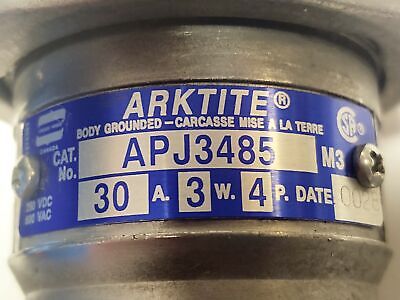 ARKTITE®
BODY GROUNDED – CARCASSE MISE À LA TERRE
CANADA
CAT. No. APJ3485 M3
30 A. 3 W. 4 P. DATE
250 VDC
600 VAC